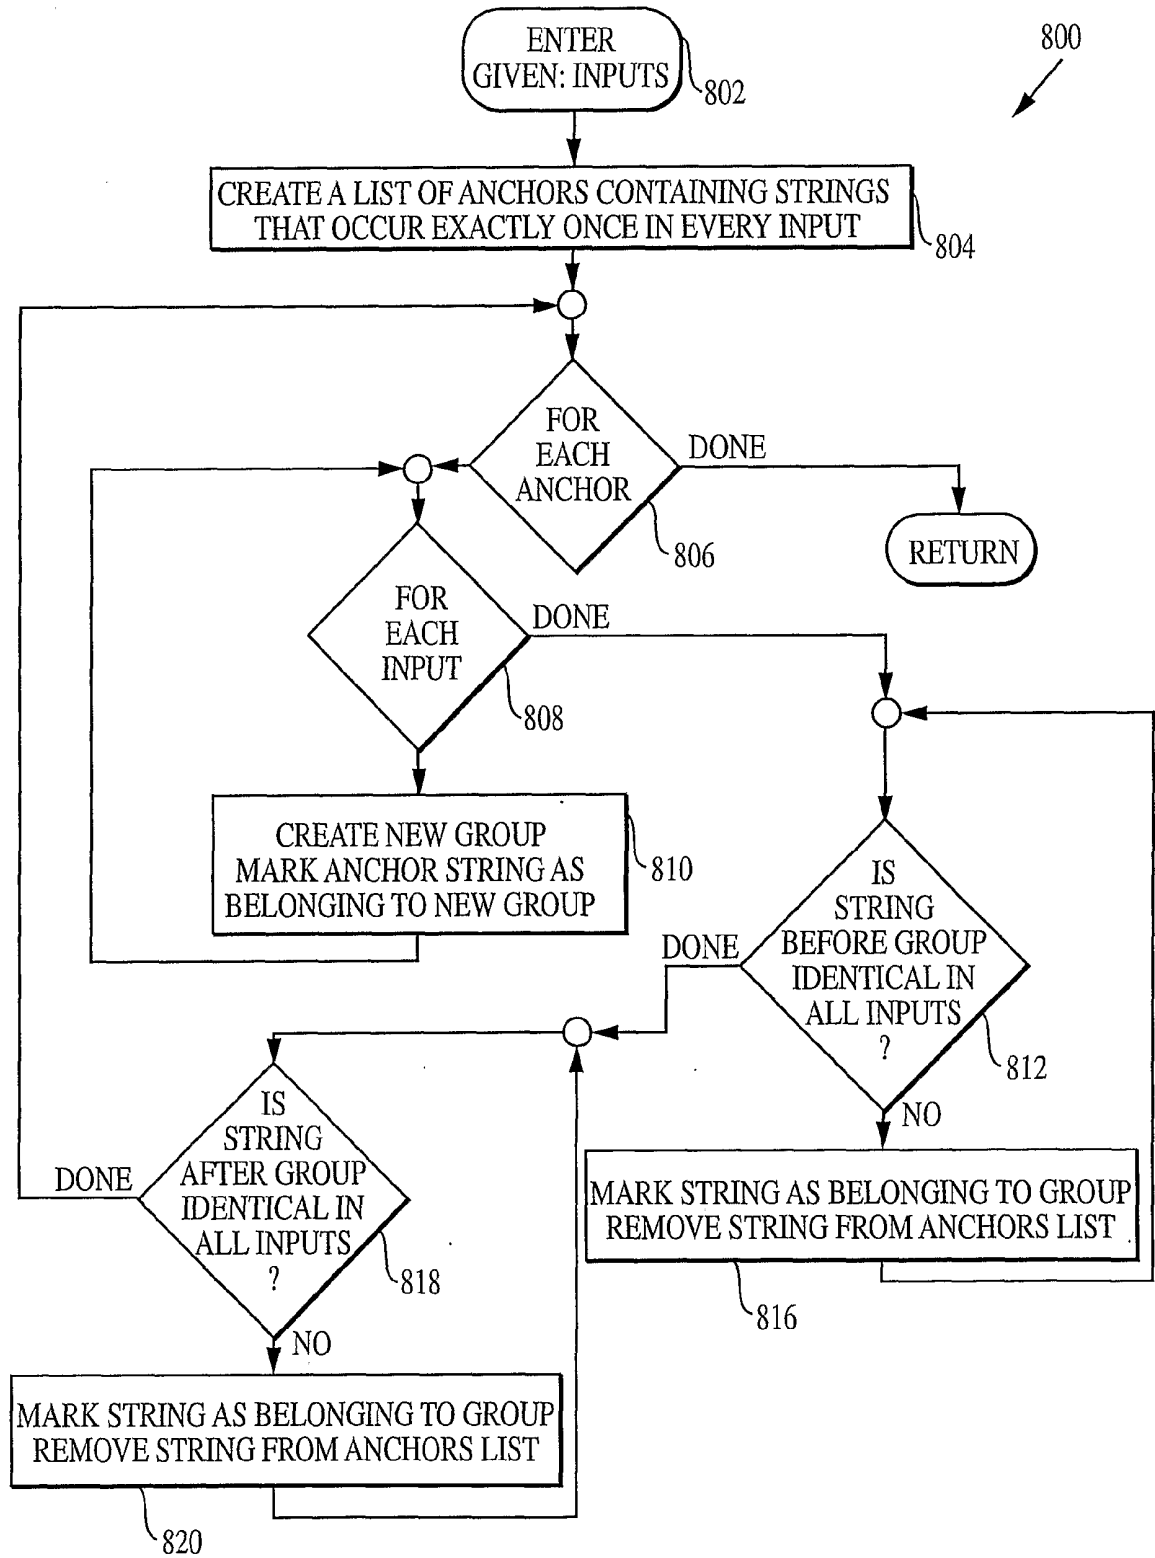 ENTER
GIVEN: INPUTS
802
800
CREATE A LIST OF ANCHORS CONTAINING STRINGS
THAT OCCUR EXACTLY ONCE IN EVERY INPUT
804
FOR
EACH
ANCHOR
806
DONE
RETURN
FOR
EACH
INPUT
808
DONE
CREATE NEW GROUP
MARK ANCHOR STRING AS
BELONGING TO NEW GROUP
810
IS
STRING
BEFORE GROUP
IDENTICAL IN
ALL INPUTS
?
812
DONE
NO
MARK STRING AS BELONGING TO GROUP
REMOVE STRING FROM ANCHORS LIST
816
IS
STRING
AFTER GROUP
IDENTICAL IN
ALL INPUTS
?
818
DONE
NO
MARK STRING AS BELONGING TO GROUP
REMOVE STRING FROM ANCHORS LIST
820